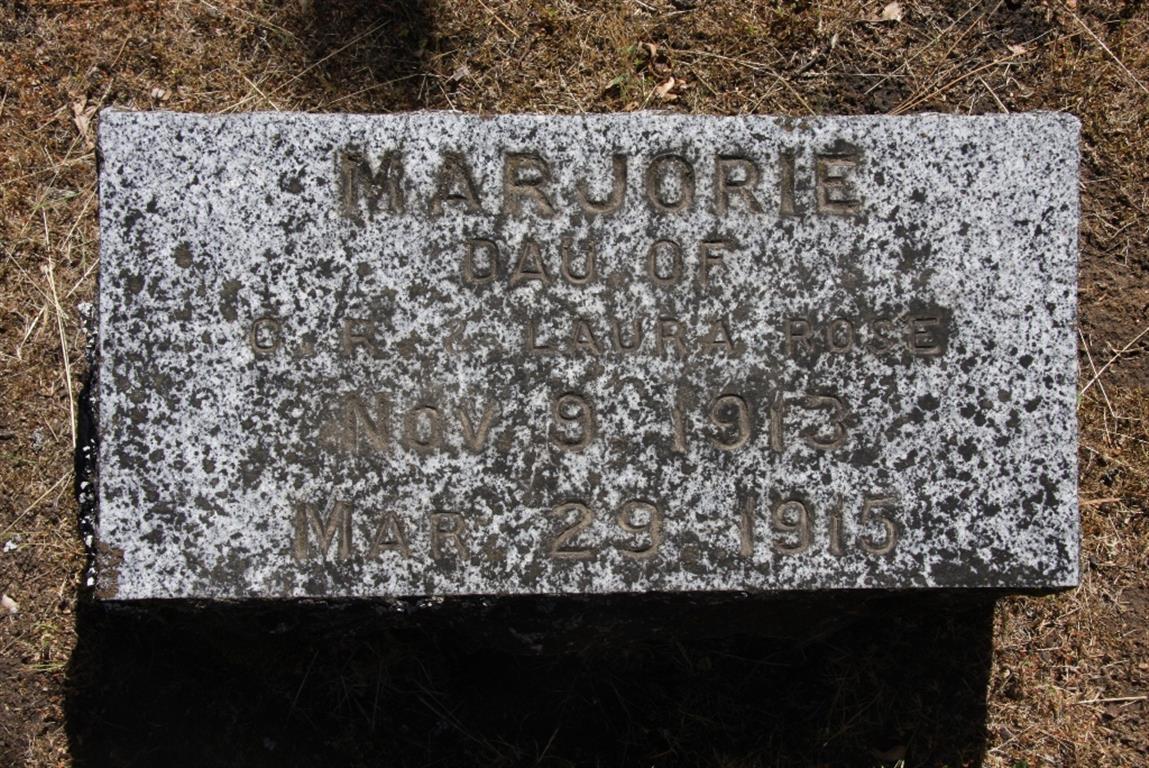 MARJORIE
DAU. OF
C. R. & LAURA ROSE
NOV. 9. 1913
MAR. 29. 1915